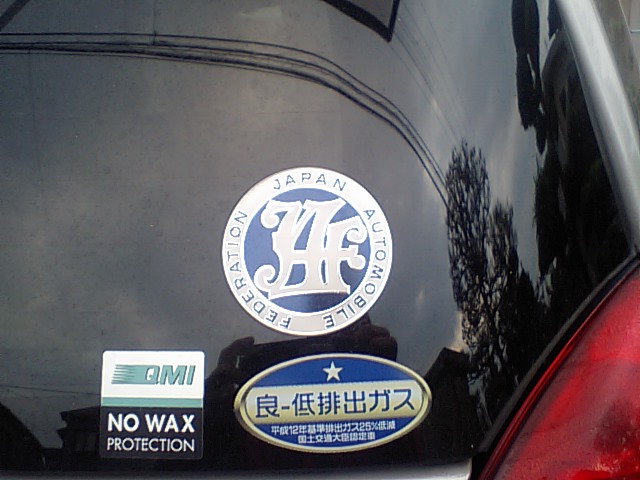 JAPAN AUTOMOBILE FEDERATION
JAF
QMI
NO WAX
PROTECTION
良-低排出ガス
平成12年基準排出ガス25%低減
国土交通大臣認定車